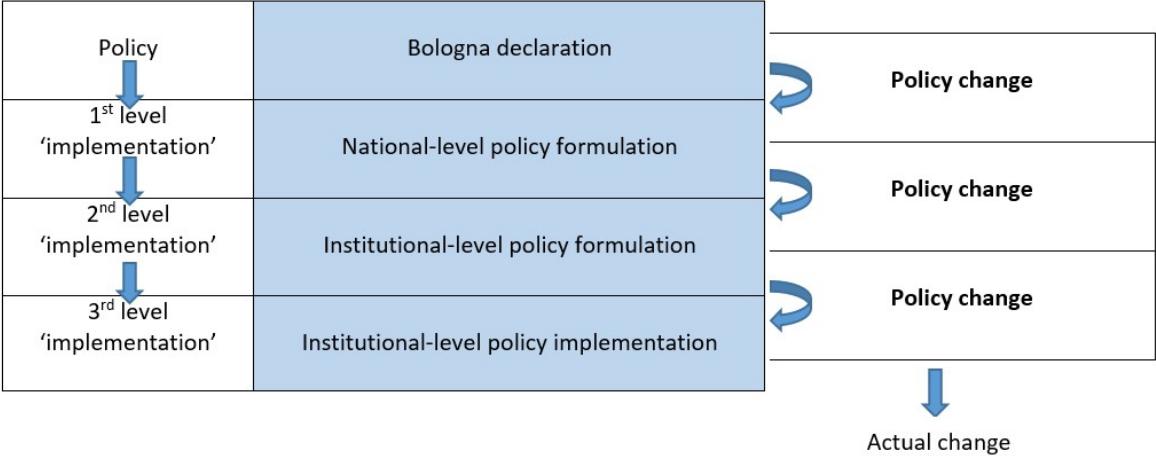 Policy
Bologna declaration
Policy change
1st level
‘implementation’
National-level policy formulation
Policy change
2nd level
‘implementation’
Institutional-level policy formulation
Policy change
3rd level
‘implementation’
Institutional-level policy implementation
Actual change